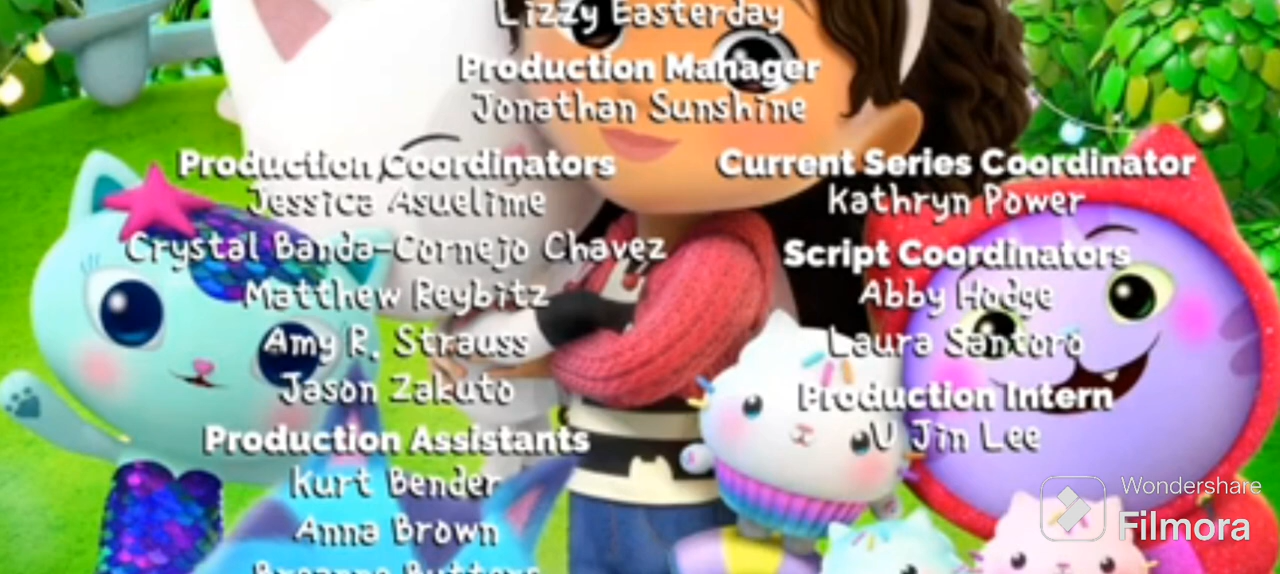 Lizzy Easterday
Production Manager
Jonathan Sunshine
Production Coordinators
Jessica Asuelime
Crystal Banda-Cornejo Chavez
Matthew Reybitz
Amy R. Strauss
Jason Zakuto
Production Assistants
Kurt Bender
Anna Brown
Current Series Coordinator
Kathryn Power
Script Coordinators
Abby Hodge
Laura Santoro
Production Intern
U Jin Lee
Wondershare
Filmora